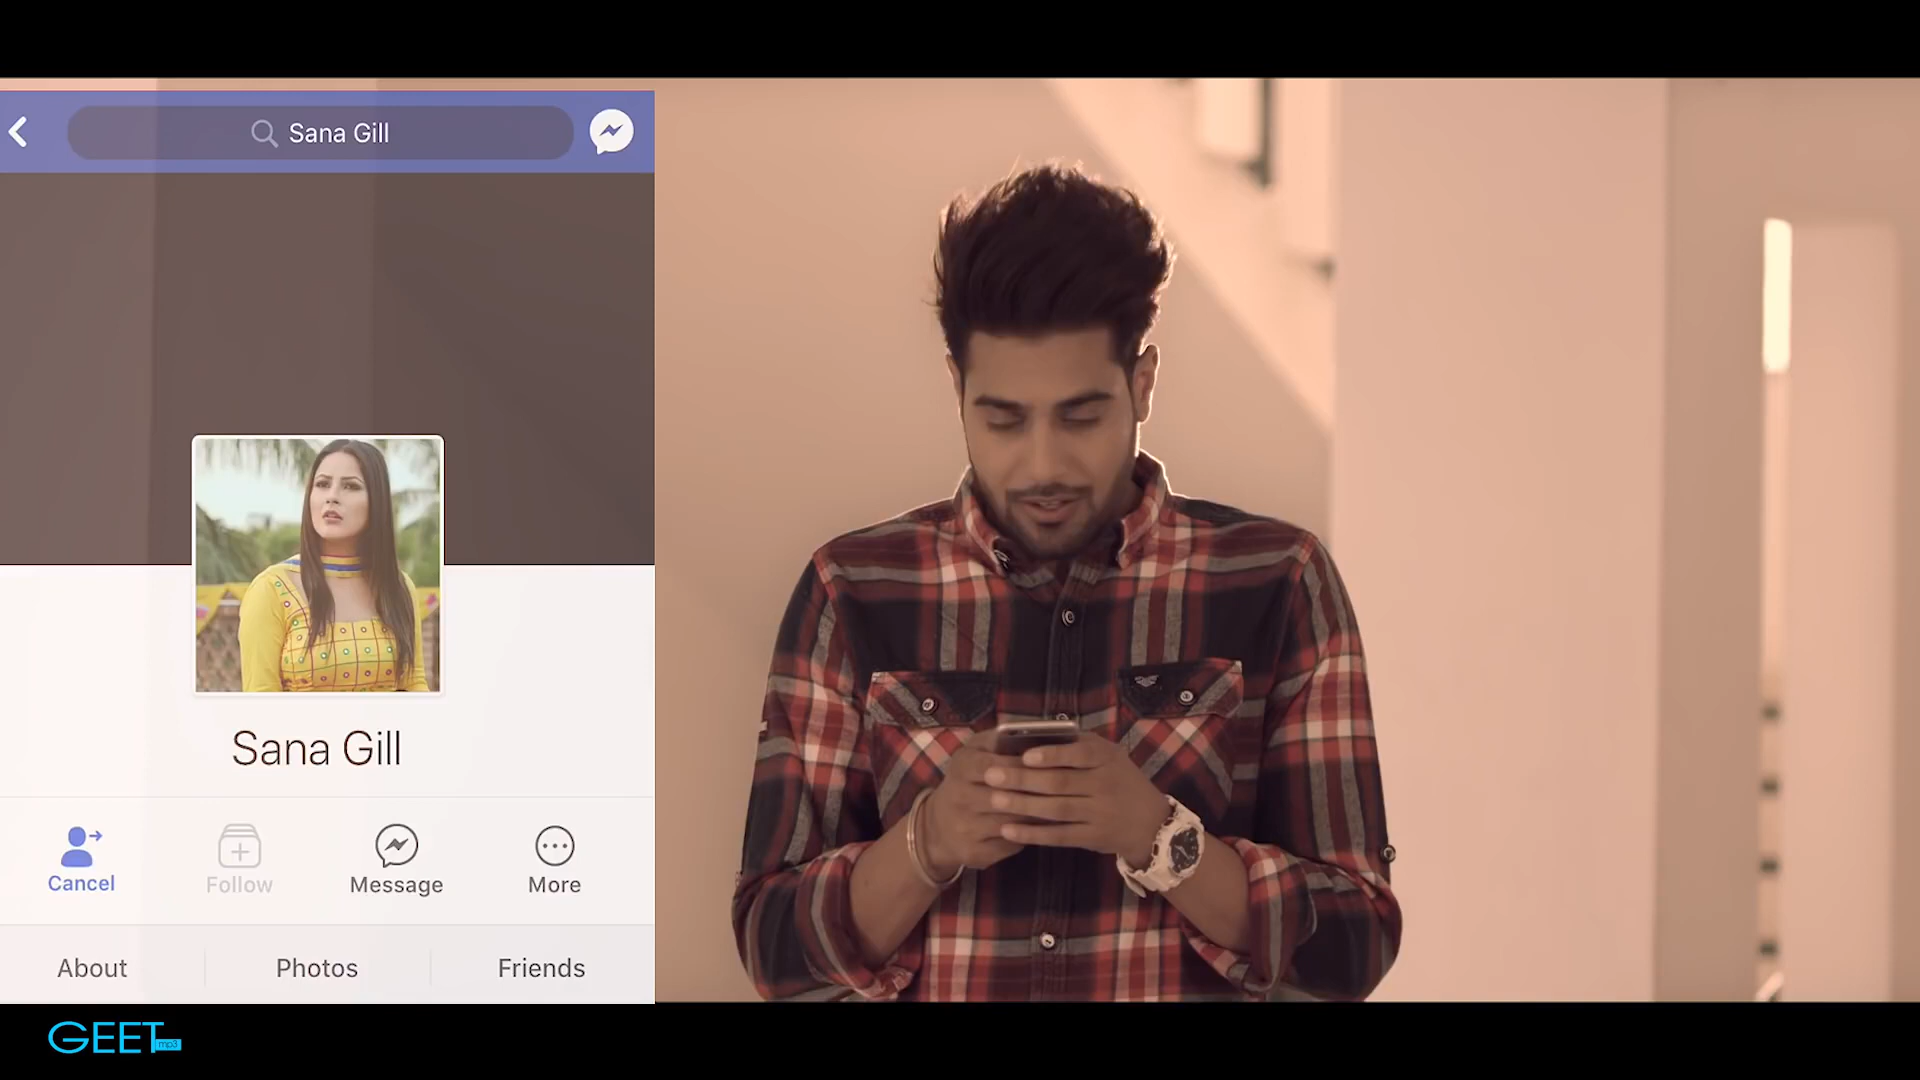 Sana Gill
Sana Gill
Cancel
Follow
Message
More
About
Photos
Friends
GEET mp3